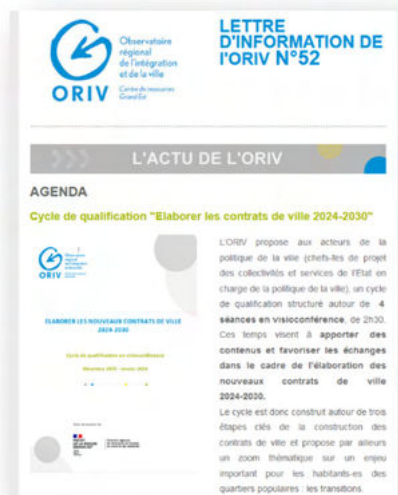 Observatoire
régional
de l'intégration
et de la ville
ORIV
Centre de ressources
Grand Est
LETTRE
D'INFORMATION DE
l'ORIV N°52
L'ACTU DE L'ORIV
AGENDA
Cycle de qualification "Elaborer les contrats de ville 2024-2030"
ORIV
ELABORER LES NOUVEAUX CONTRATS DE VILLE
2024-2030
Cycle de qualification en visioconférence
L'ORIV propose aux acteurs de la
politique de la ville (chefs-fes de projet
des collectivités et services de l'Etat en
charge de la politique de la ville), un cycle
de qualification structuré autour de 4
séances en visioconférence, de 2h30.
Ces temps visent à apporter des
contenus et favoriser les échanges
dans le cadre de l'élaboration des
nouveaux contrats de ville
2024-2030.
Le cycle est donc construit autour de trois
étapes clés de la construction des
contrats de ville et propose par ailleurs
un zoom thématique sur un enjeu
important pour les habitants-es des
quartiers populaires : les transitions.